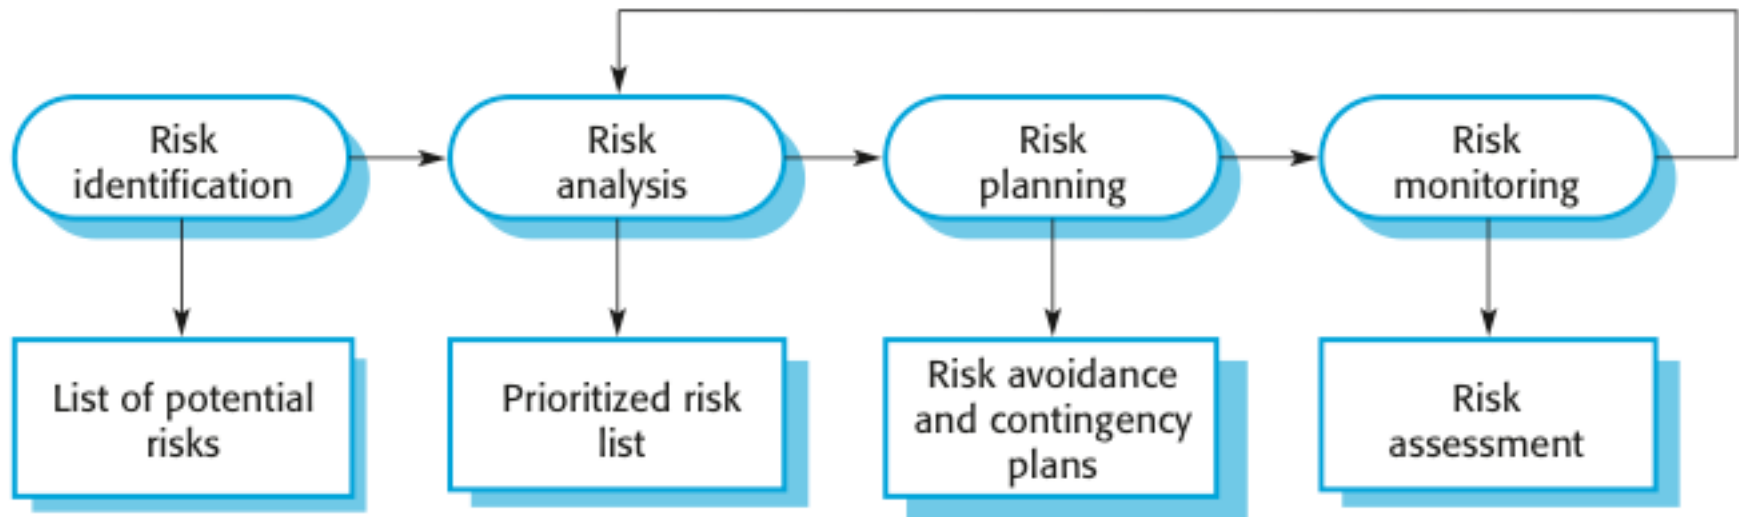 Risk
identification
Risk
analysis
Risk
planning
Risk
monitoring
List of potential
risks
Prioritized risk
list
Risk avoidance
and contingency
plans
Risk
assessment